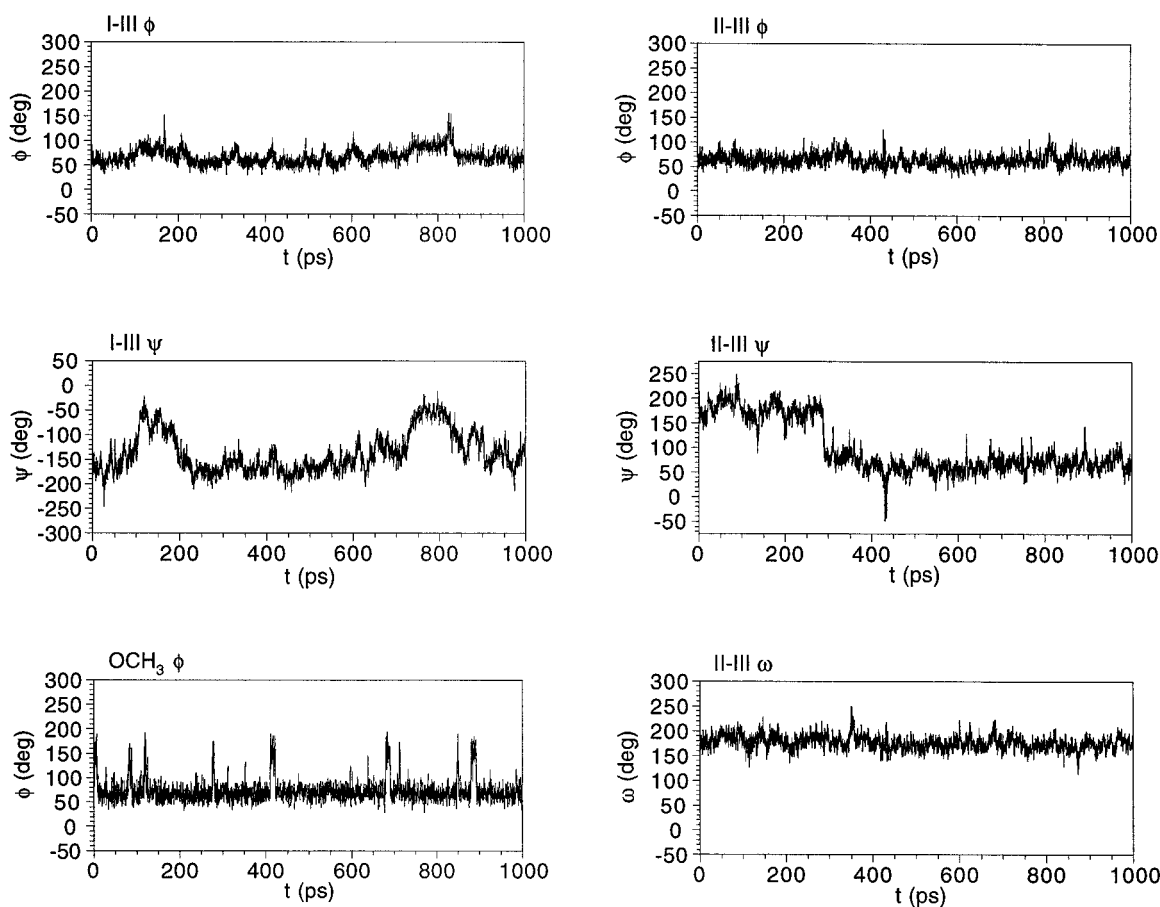 I-III ϕ
300
250
200
150
100
50
0
-50
ϕ (deg)
0 200 400 600 800 1000
t (ps)
II-III ϕ
300
250
200
150
100
50
0
-50
ϕ (deg)
0 200 400 600 800 1000
t (ps)
I-III ψ
50
0
-50
-100
-150
-200
-250
-300
ψ (deg)
0 200 400 600 800 1000
t (ps)
II-III ψ
250
200
150
100
50
0
-50
ψ (deg)
0 200 400 600 800 1000
t (ps)
OCH₃ ϕ
300
250
200
150
100
50
0
-50
ϕ (deg)
0 200 400 600 800 1000
t (ps)
II-III ω
300
250
200
150
100
50
0
-50
ω (deg)
0 200 400 600 800 1000
t (ps)